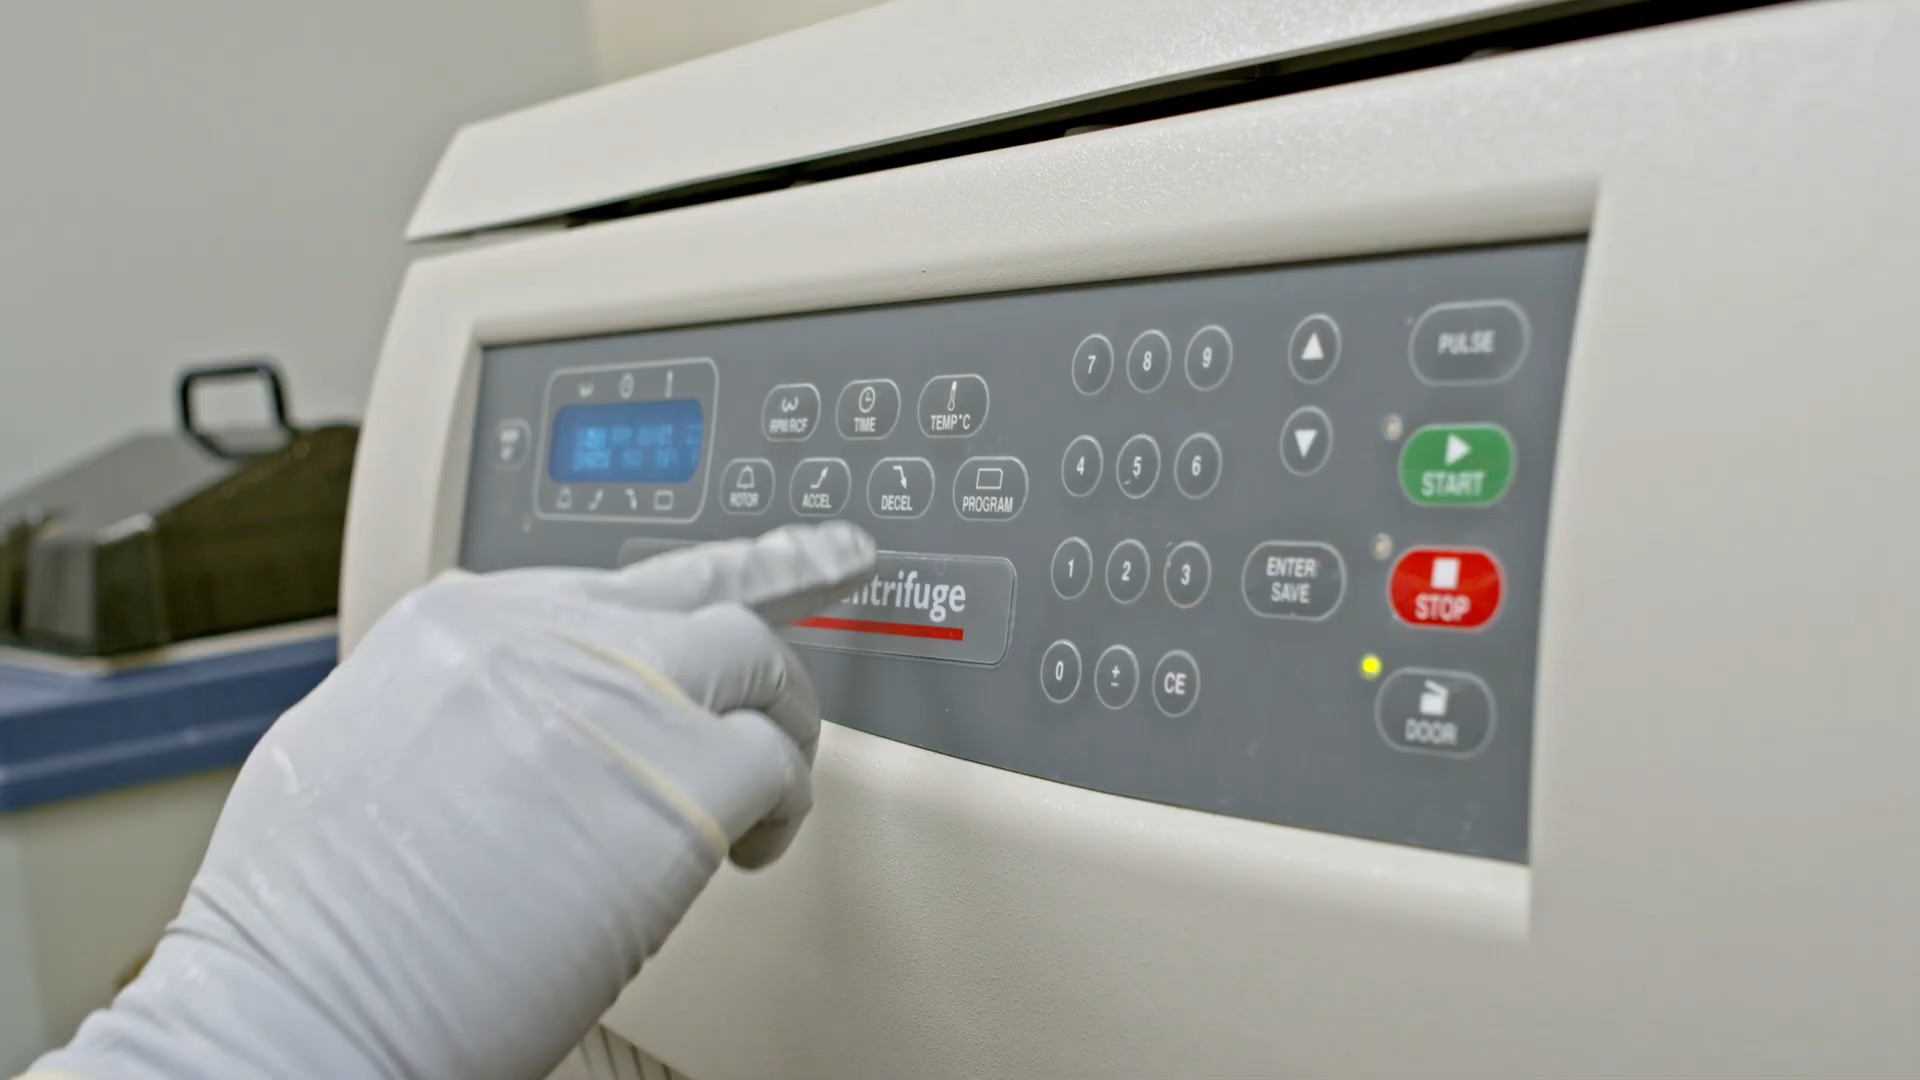 PULSE
7 8 9
RPM RCF TIME TEMP°C
START
4 5 6
ROTOR ACCEL DECEL PROGRAM
ENTER
SAVE
1 2 3
STOP
ntrifuge
0 ± CE
DOOR